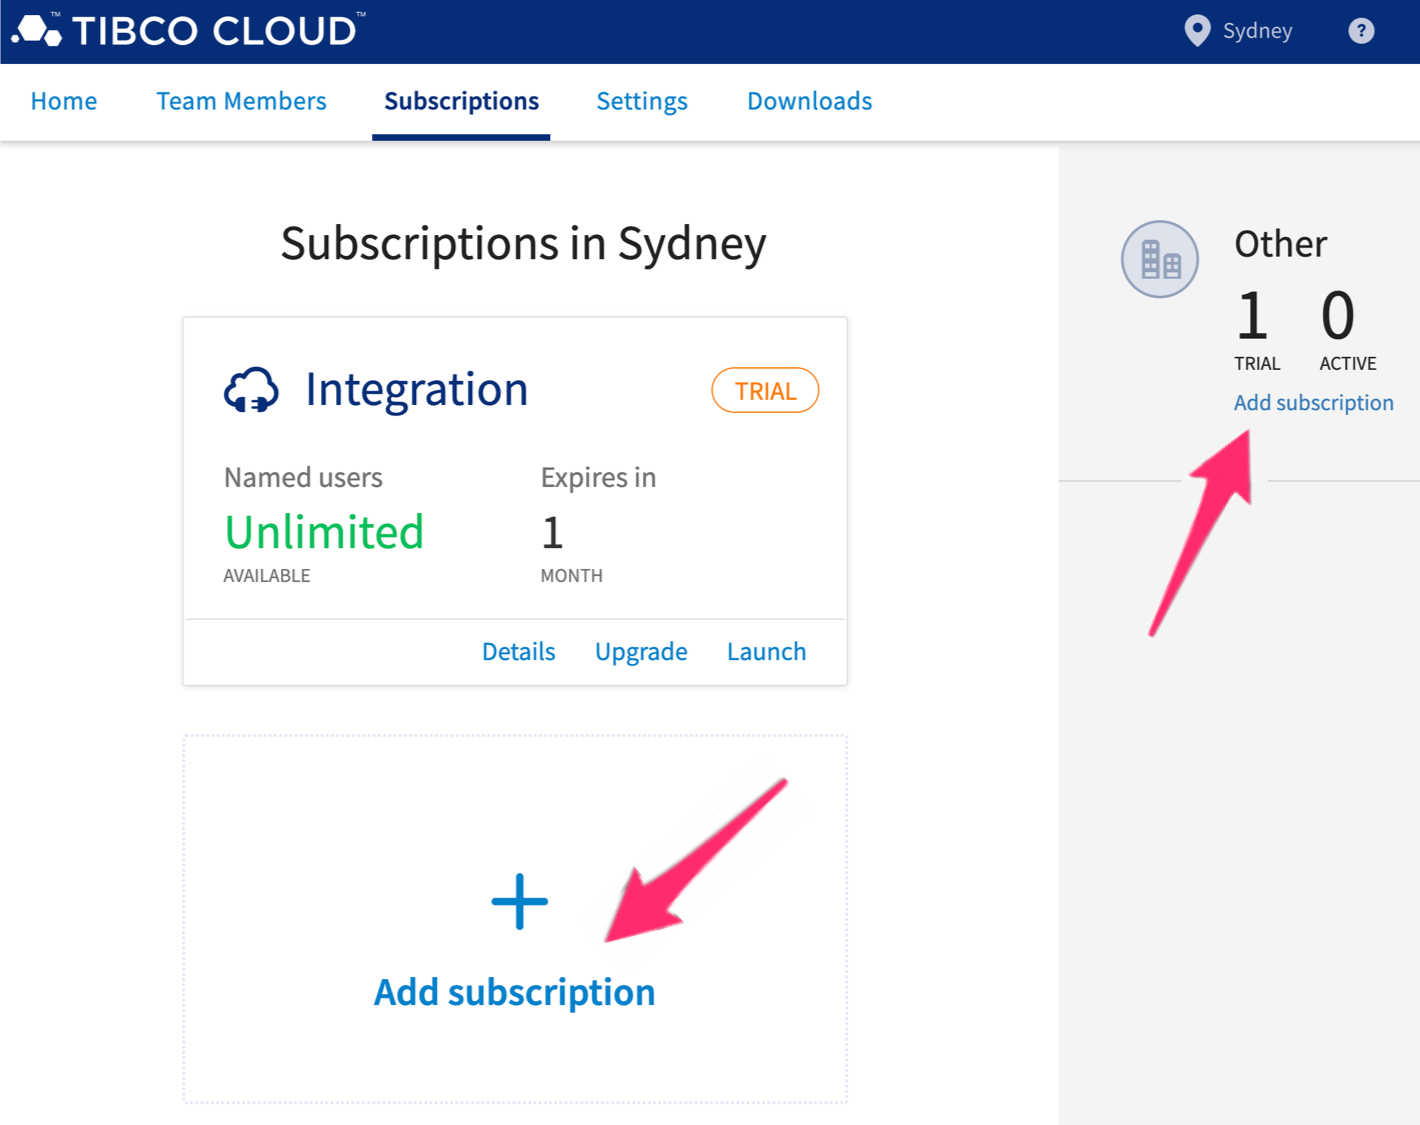 ™ TIBCO CLOUD™
Sydney ?
Home Team Members Subscriptions Settings Downloads
Subscriptions in Sydney
Integration TRIAL
Named users Expires in
Unlimited 1
AVAILABLE MONTH
Details Upgrade Launch
Add subscription
Other
1 0
TRIAL ACTIVE
Add subscription